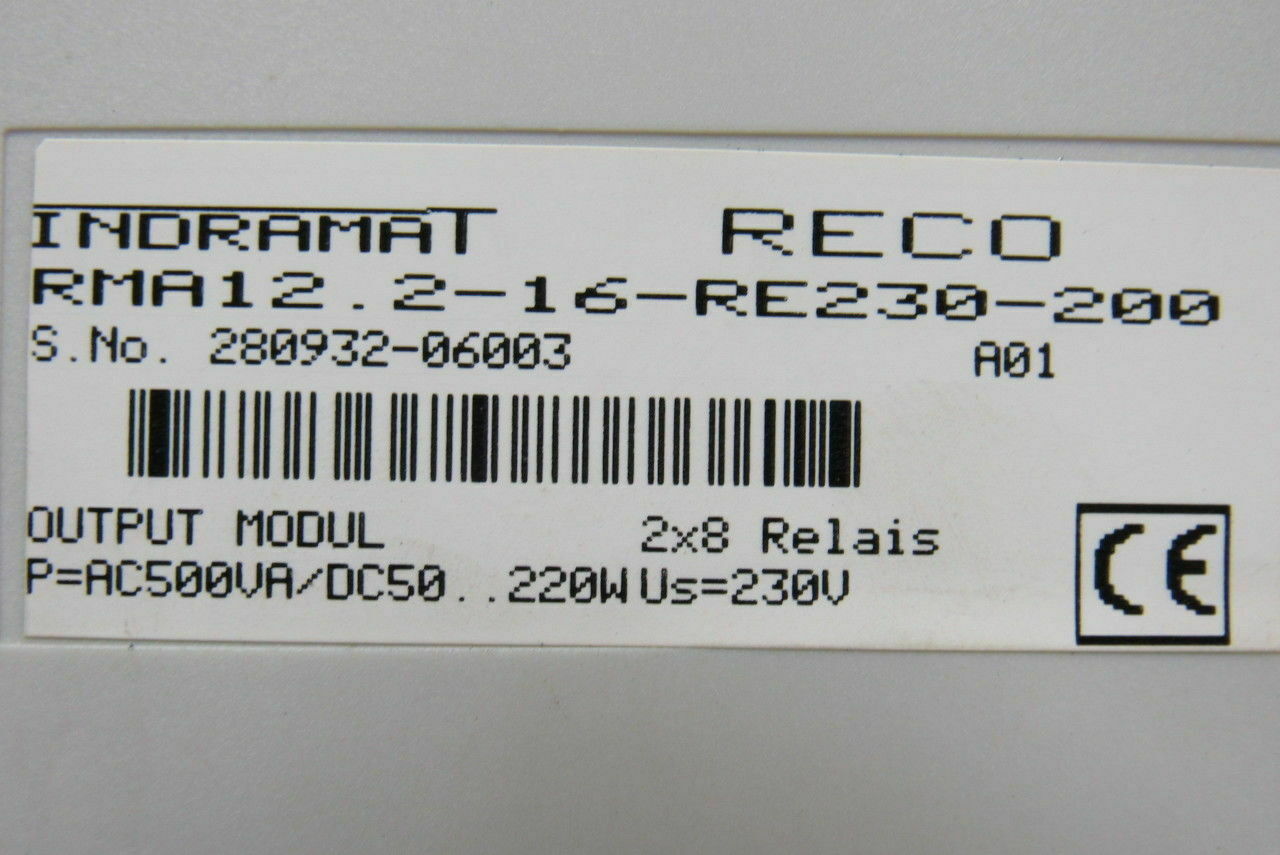 INDRAMAT RECO
RMA12.2-16-RE230-200
S.No. 280932-06003 A01
OUTPUT MODUL 2x8 Relais
P=AC500VA/DC50..220W Us=230V
CE